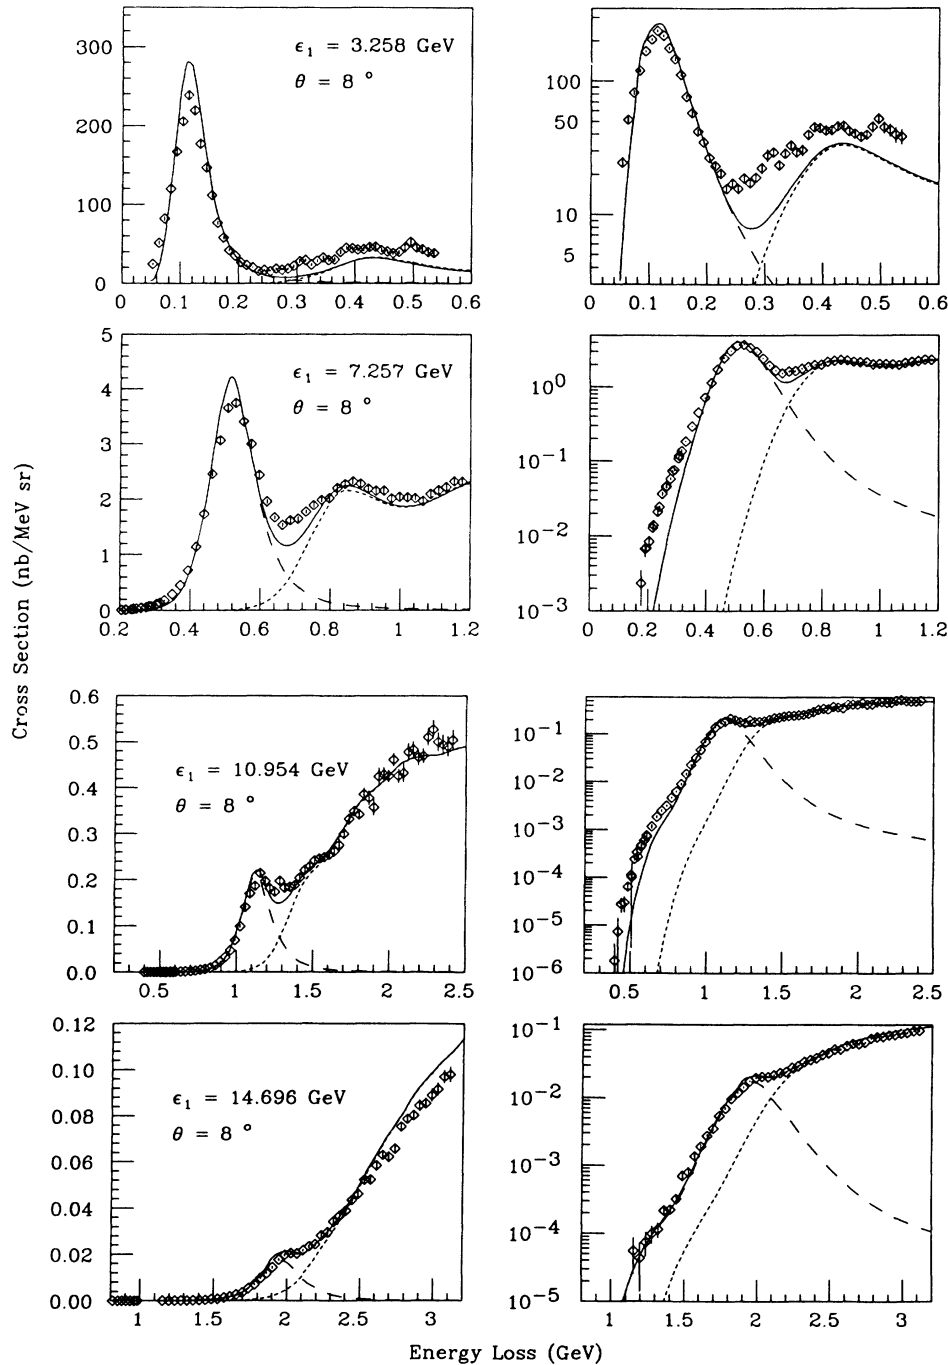 300
200
100
0
ε₁ = 3.258 GeV
θ = 8 °
0 0.1 0.2 0.3 0.4 0.5 0.6
100
50
10
5
0 0.1 0.2 0.3 0.4 0.5 0.6
5
4
3
2
1
0
ε₁ = 7.257 GeV
θ = 8 °
0.2 0.4 0.6 0.8 1 1.2
10⁰
10⁻¹
10⁻²
10⁻³
0 0.2 0.4 0.6 0.8 1 1.2
Cross Section (nb/MeV sr)
0.6
0.5
0.4
0.3
0.2
0.1
0.0
ε₁ = 10.954 GeV
θ = 8 °
0.5 1 1.5 2 2.5
10⁻¹
10⁻²
10⁻³
10⁻⁴
10⁻⁵
10⁻⁶
0.5 1 1.5 2 2.5
0.12
0.10
0.08
0.06
0.04
0.02
0.00
ε₁ = 14.696 GeV
θ = 8 °
1 1.5 2 2.5 3
10⁻¹
10⁻²
10⁻³
10⁻⁴
10⁻⁵
1 1.5 2 2.5 3
Energy Loss (GeV)